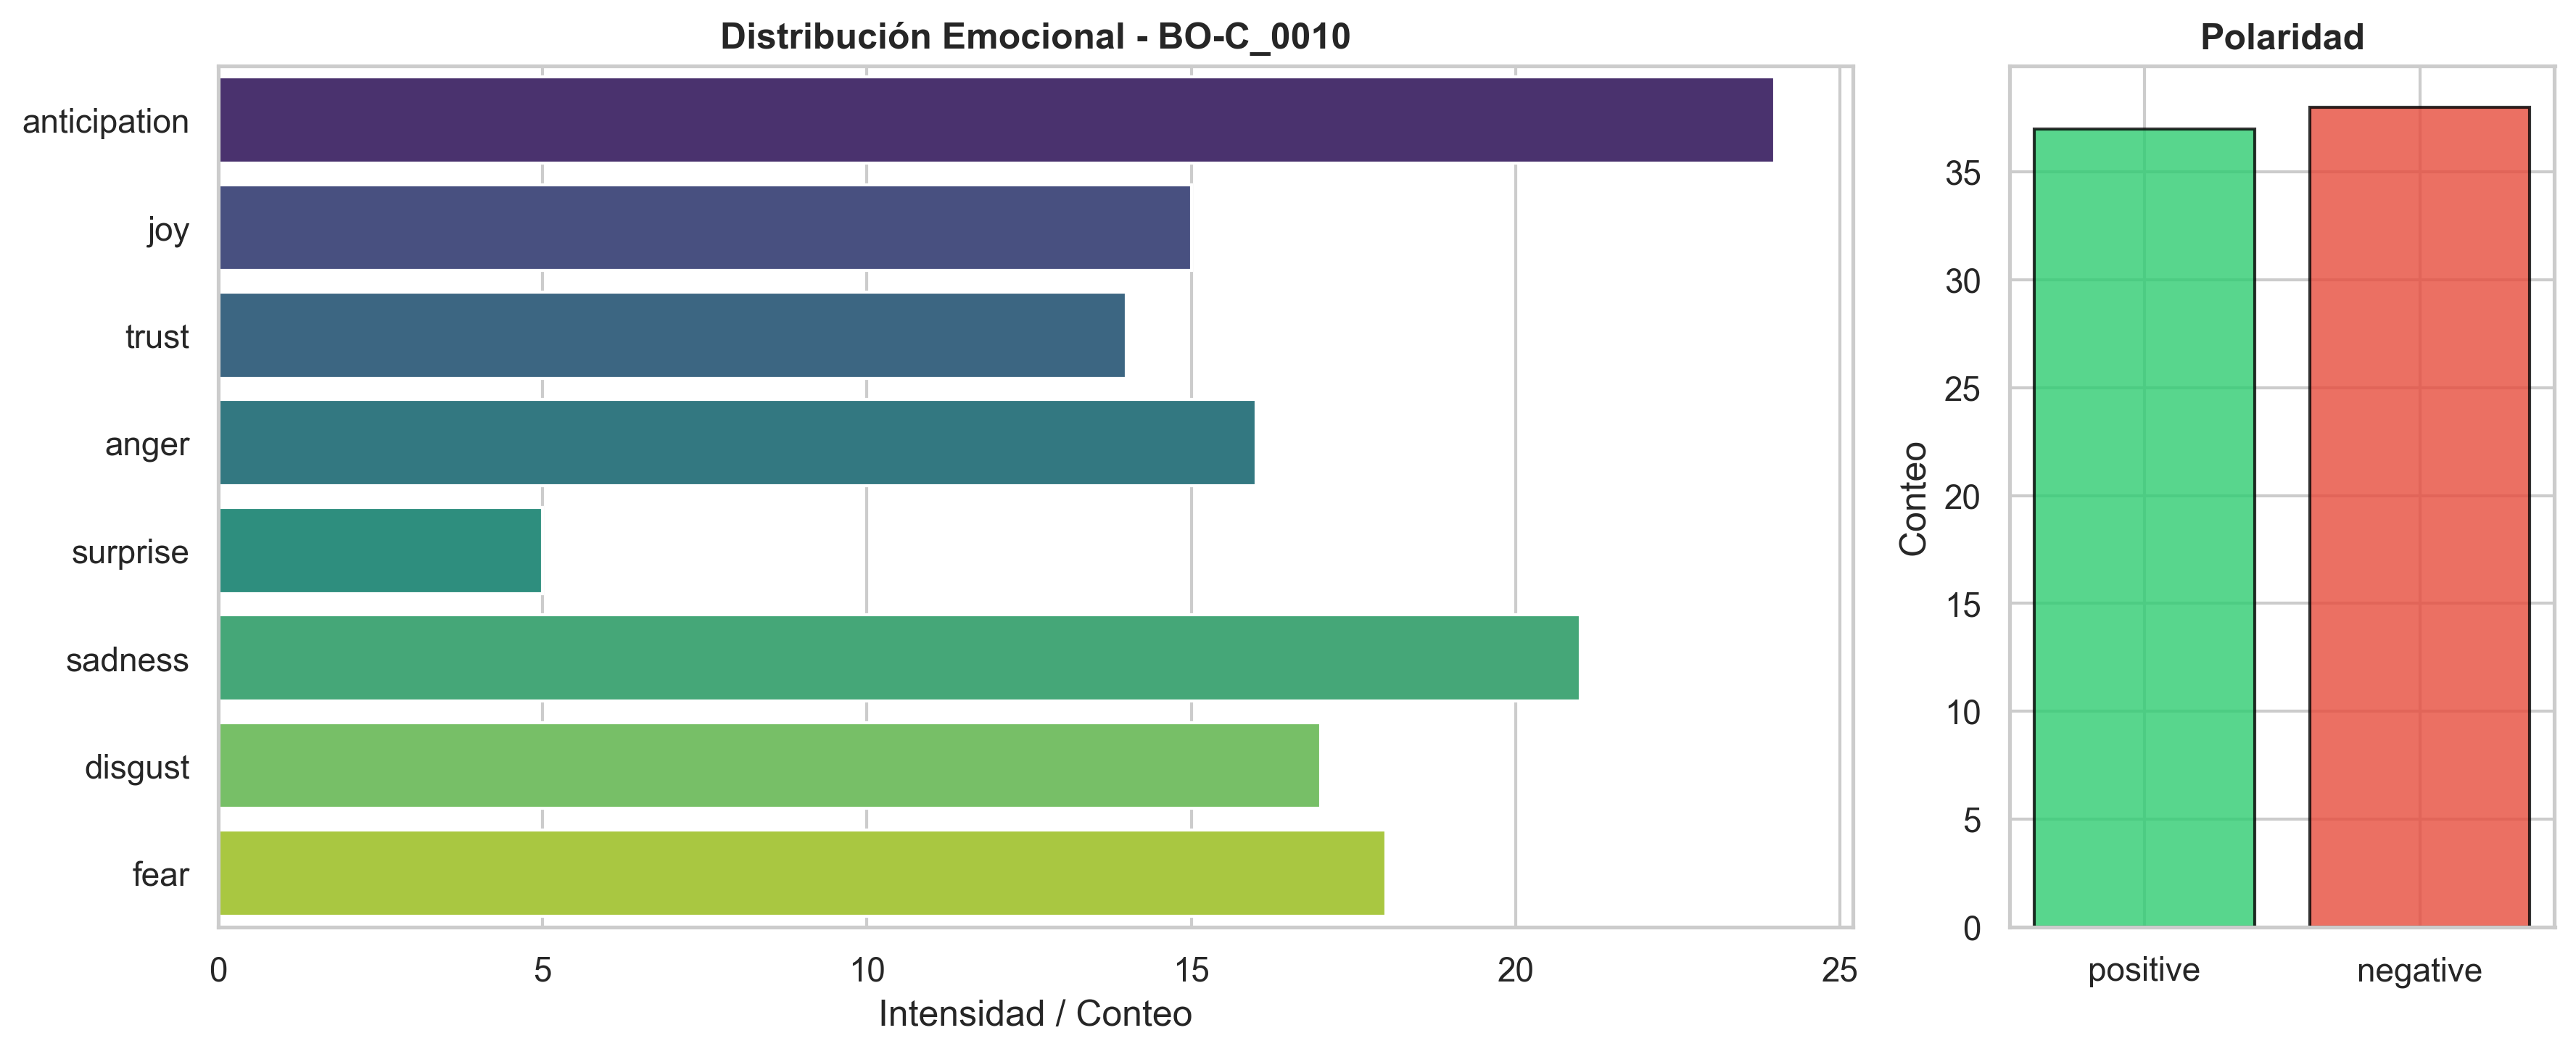 Distribución Emocional - BO-C_0010
anticipation
joy
trust
anger
surprise
sadness
disgust
fear
0 5 10 15 20 25
Intensidad / Conteo
Polaridad
Conteo
35
30
25
20
15
10
5
0
positive negative